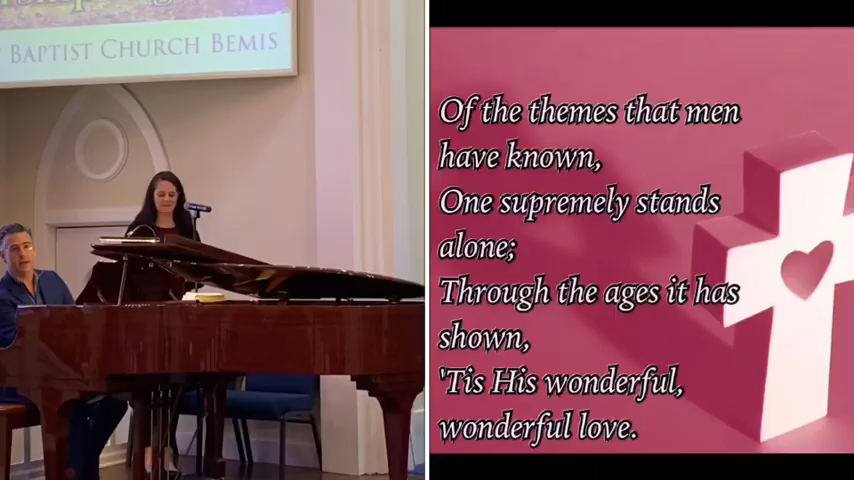 BAPTIST CHURCH BEMIS
Of the themes that men
have known,
One supremely stands
alone;
Through the ages it has
shown,
'Tis His wonderful,
wonderful love.